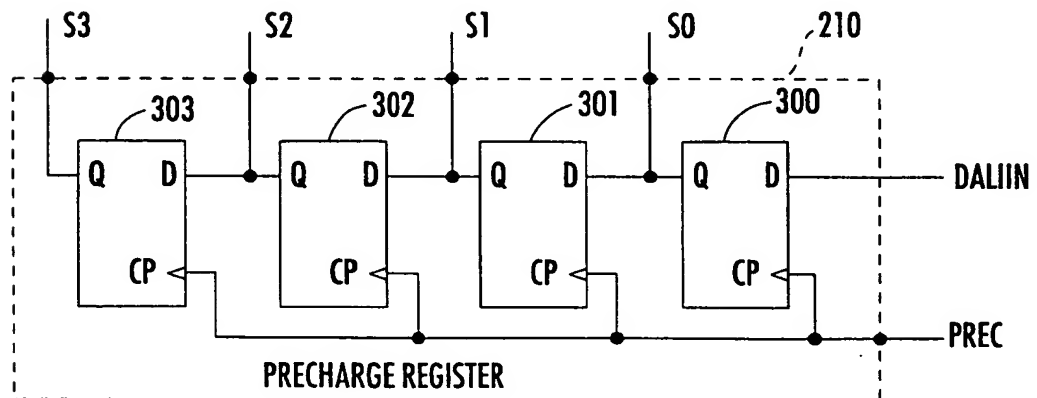 S3 S2 S1 S0 210
303 302 301 300
Q D Q D Q D Q D DALIIN
CP CP CP CP
PREC
PRECHARGE REGISTER